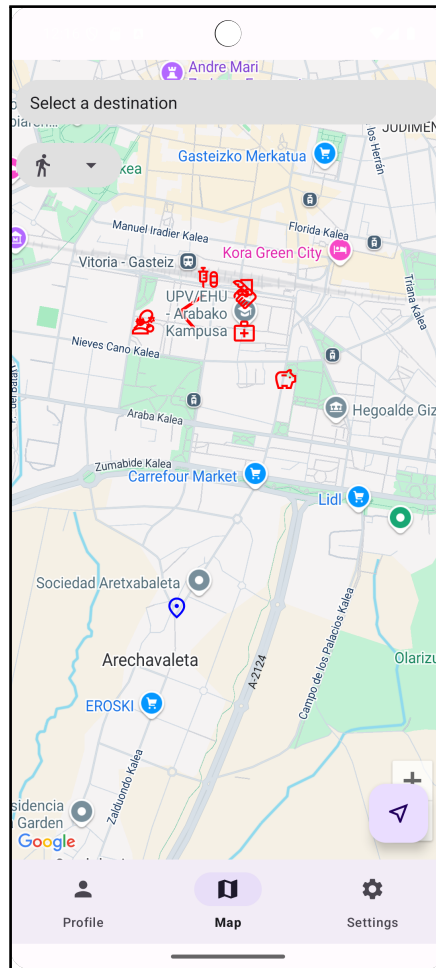 Andre Mari
Select a destination
JUDIMEN
los Herrán
kea
Gasteizko Merkatua
Manuel Iradier Kalea
Florida Kalea
Kora Green City
Vitoria - Gasteiz
Triana Kalea
UPV/EHU
- Arabako
Kampusa
Nieves Cano Kalea
Hegoalde Giz
Araba Kalea
Zumabide Kalea
Carrefour Market
Lidl
Sociedad Aretxabaleta
Campo de los Palacios Kalea
Arechavaleta
Olarizu
A-2124
EROSKI
Zalduondo Kalea
sidencia
Garden
Google
Profile
Map
Settings